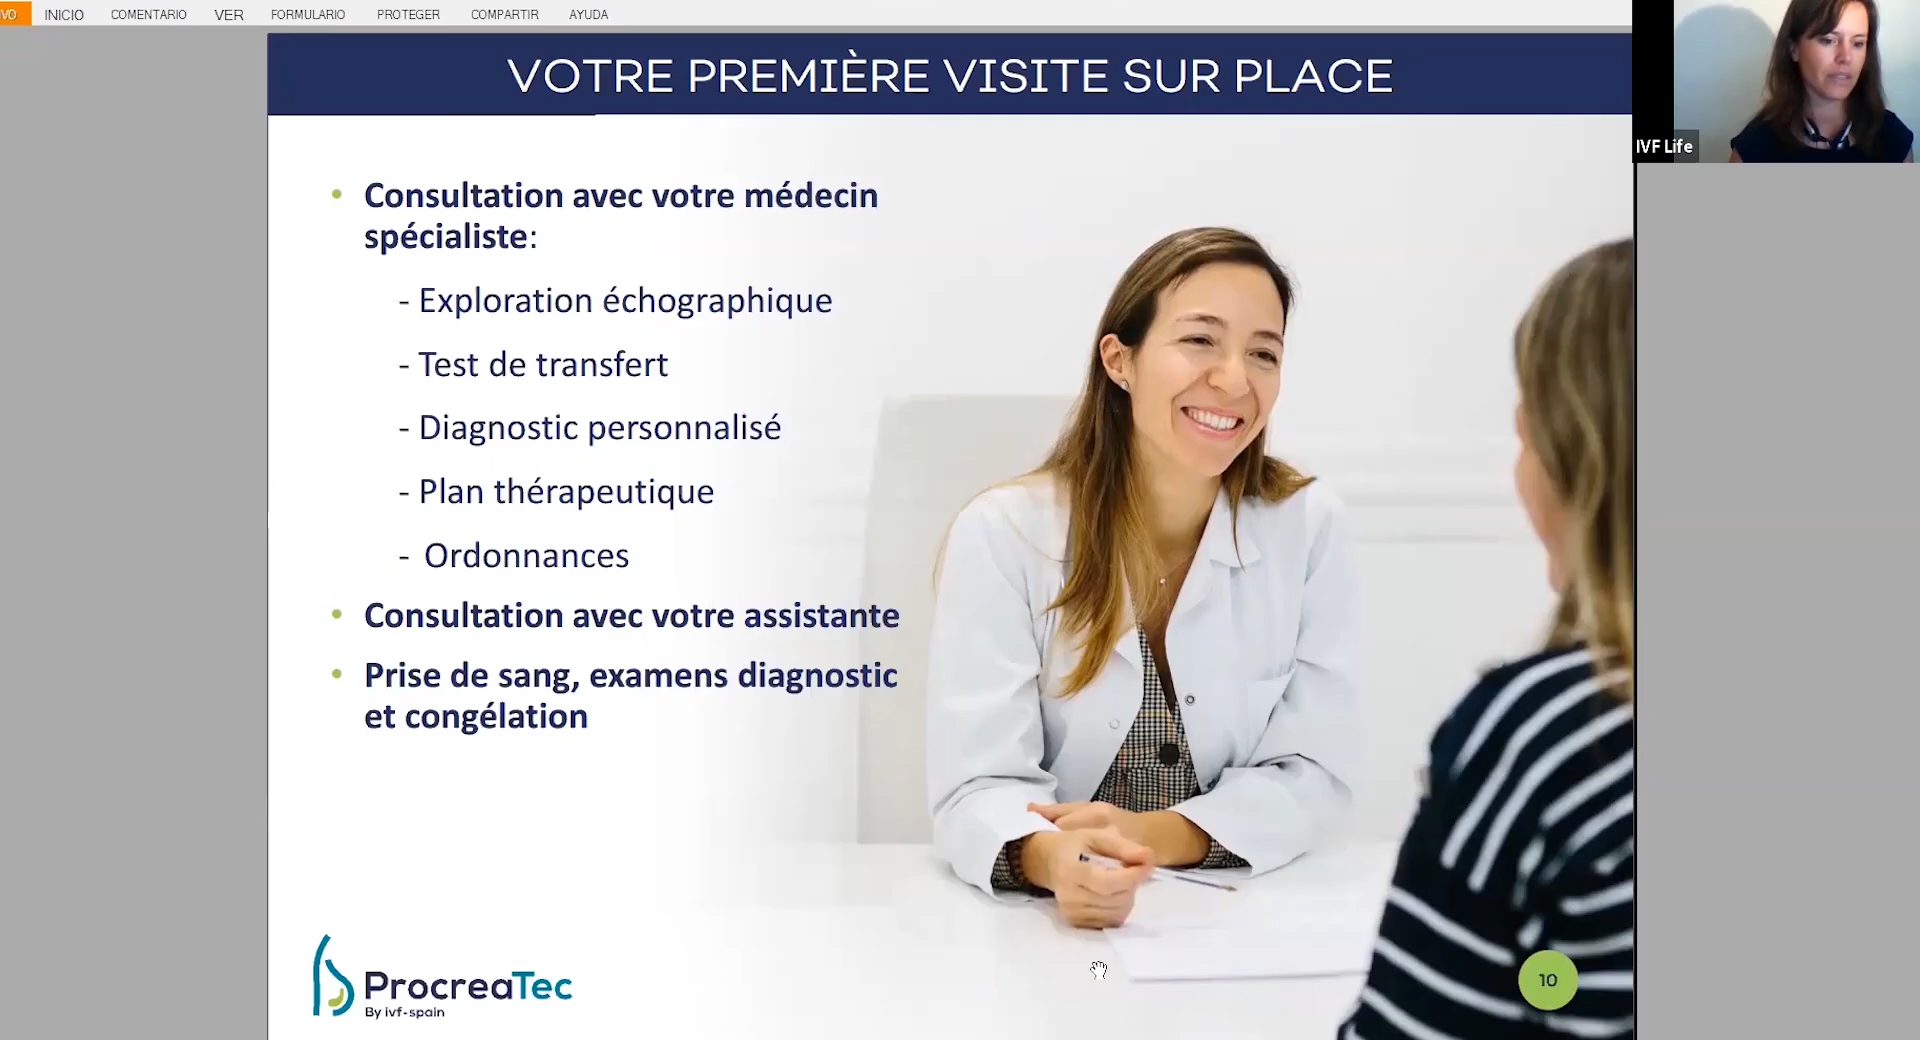 VO INICIO COMENTARIO VER FORMULARIO PROTEGER COMPARTIR AYUDA
VOTRE PREMIÈRE VISITE SUR PLACE
IVF Life
• Consultation avec votre médecin
spécialiste:
- Exploration échographique
- Test de transfert
- Diagnostic personnalisé
- Plan thérapeutique
- Ordonnances
• Consultation avec votre assistante
• Prise de sang, examens diagnostic
et congélation
ProcreaTec
By ivf-spain
10